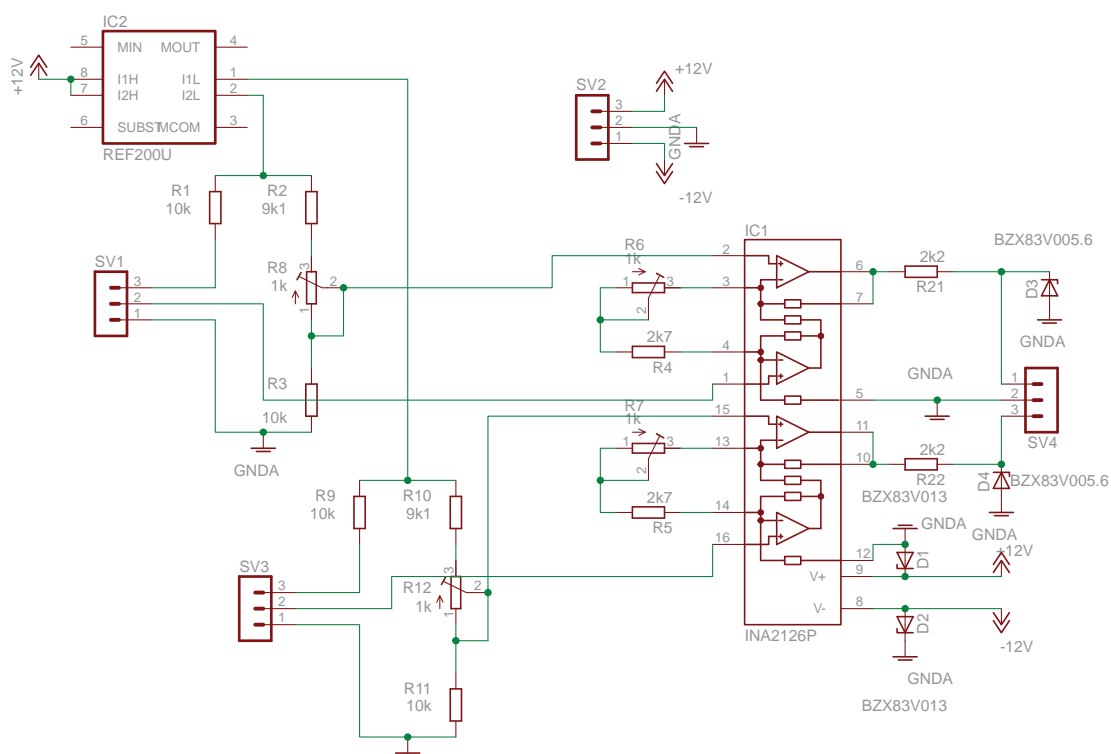 IC2
5 MIN MOUT 4
+12V
8 I1H I1L 1
7 I2H I2L 2
6 SUBST MCOM 3
REF200U
SV2
3
2
1
+12V
GNDA
-12V
R1
10k
R2
9k1
SV1
3
2
1
R8
1k
3
2
1
R3
10k
GNDA
R6
1k
1
3
2
2k7
R4
R7
1k
1
3
2
2k7
R5
IC1
2
3
4
1
15
13
14
16
6
7
5
11
10
12
V+ 9
V- 8
INA2126P
2k2
R21
BZX83V005.6
D3
GNDA
GNDA
1
2
3
SV4
2k2
R22
BZX83V013
D4
BZX83V005.6
GNDA
GNDA
D1
+12V
D2
-12V
GNDA
BZX83V013
R9
10k
R10
9k1
SV3
3
2
1
R12
1k
3
2
1
R11
10k